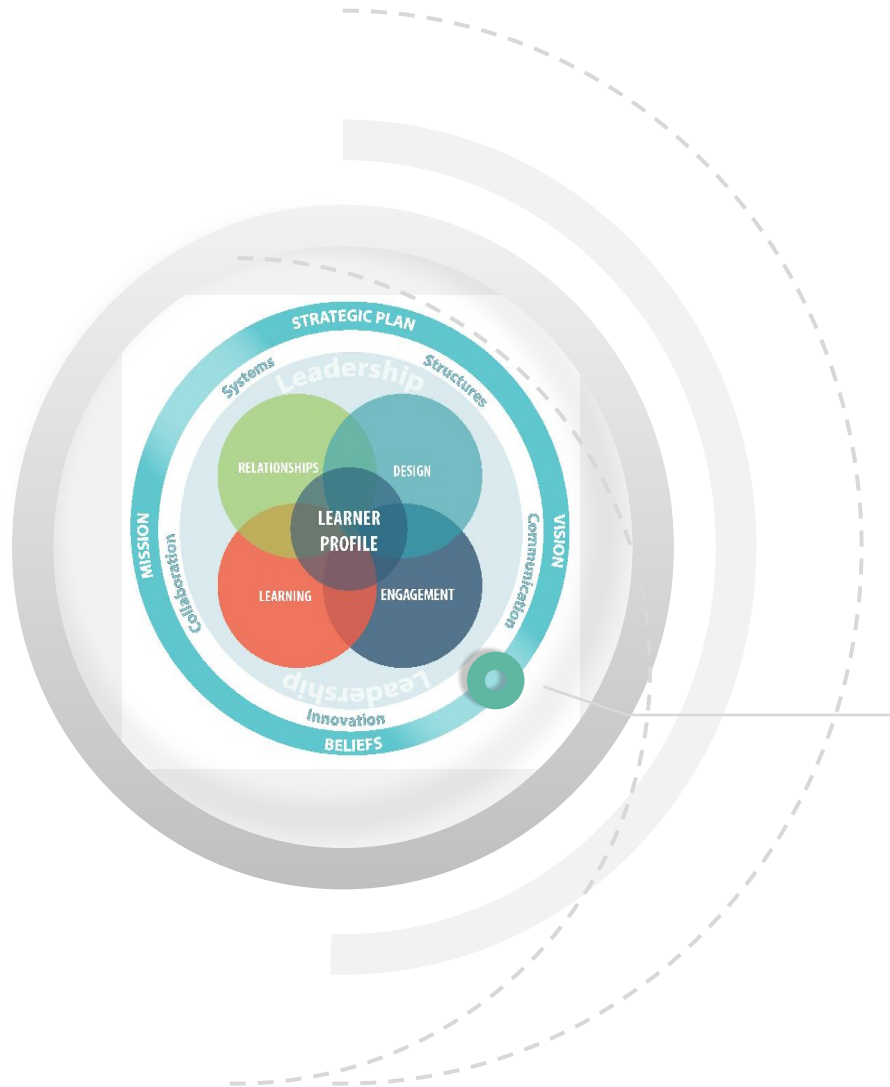 STRATEGIC PLAN
Systems
Structures
Leadership
RELATIONSHIPS
DESIGN
LEARNER
PROFILE
MISSION
VISION
Collaboration
Communication
LEARNING
ENGAGEMENT
Leadership
Innovation
BELIEFS